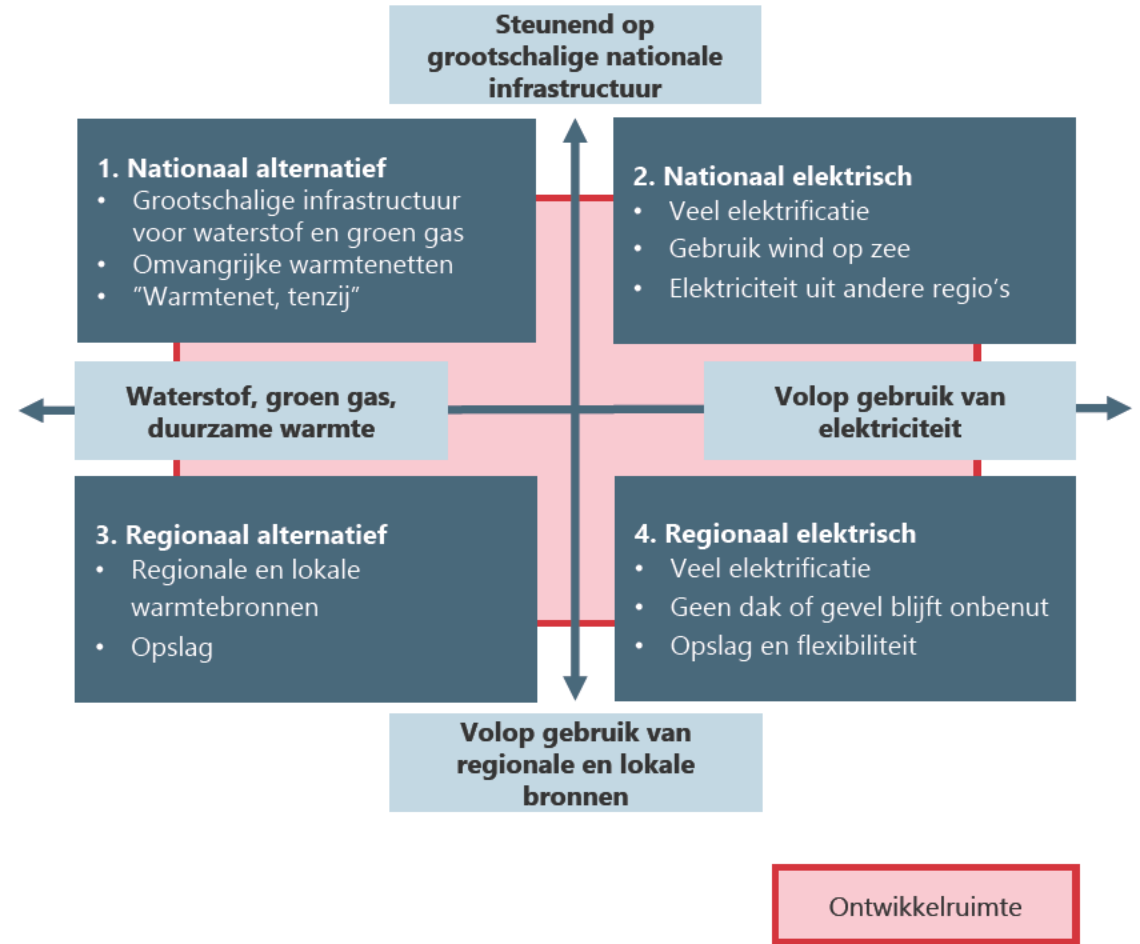 Steunend op
grootschalige nationale
infrastructuur
1. Nationaal alternatief
• Grootschalige infrastructuur
voor waterstof en groen gas
• Omvangrijke warmtenetten
• ”Warmtenet, tenzij”
2. Nationaal elektrisch
• Veel elektrificatie
• Gebruik wind op zee
• Elektriciteit uit andere regio’s
Waterstof, groen gas,
duurzame warmte
Volop gebruik van
elektriciteit
3. Regionaal alternatief
• Regionale en lokale
warmtebronnen
• Opslag
4. Regionaal elektrisch
• Veel elektrificatie
• Geen dak of gevel blijft onbenut
• Opslag en flexibiliteit
Volop gebruik van
regionale en lokale
bronnen
Ontwikkelruimte